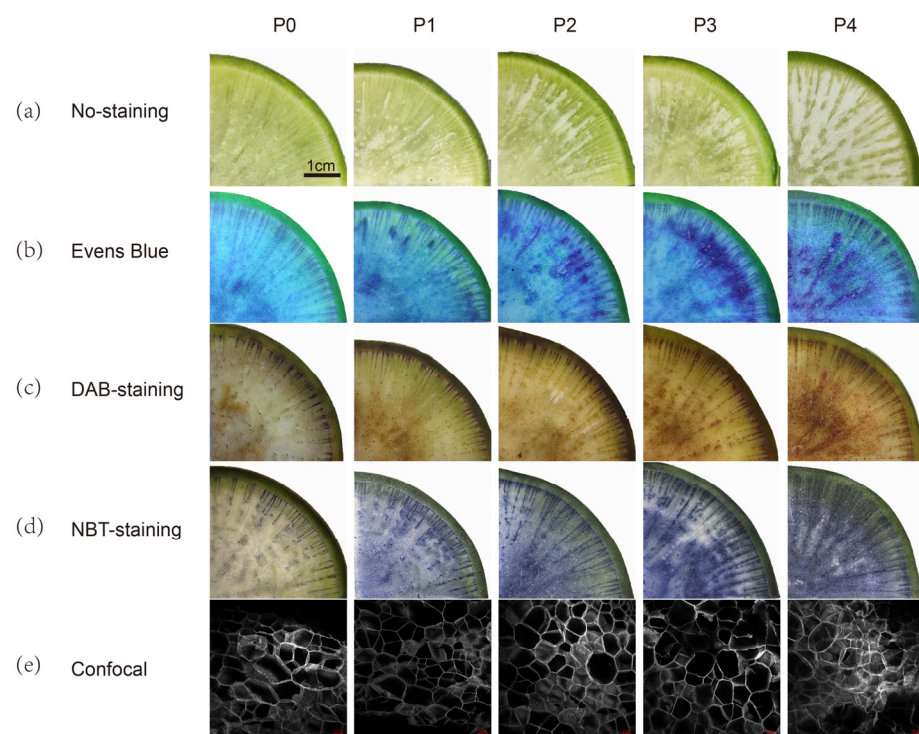 P0 P1 P2 P3 P4
(a) No-staining
1cm
(b) Evens Blue
(c) DAB-staining
(d) NBT-staining
(e) Confocal